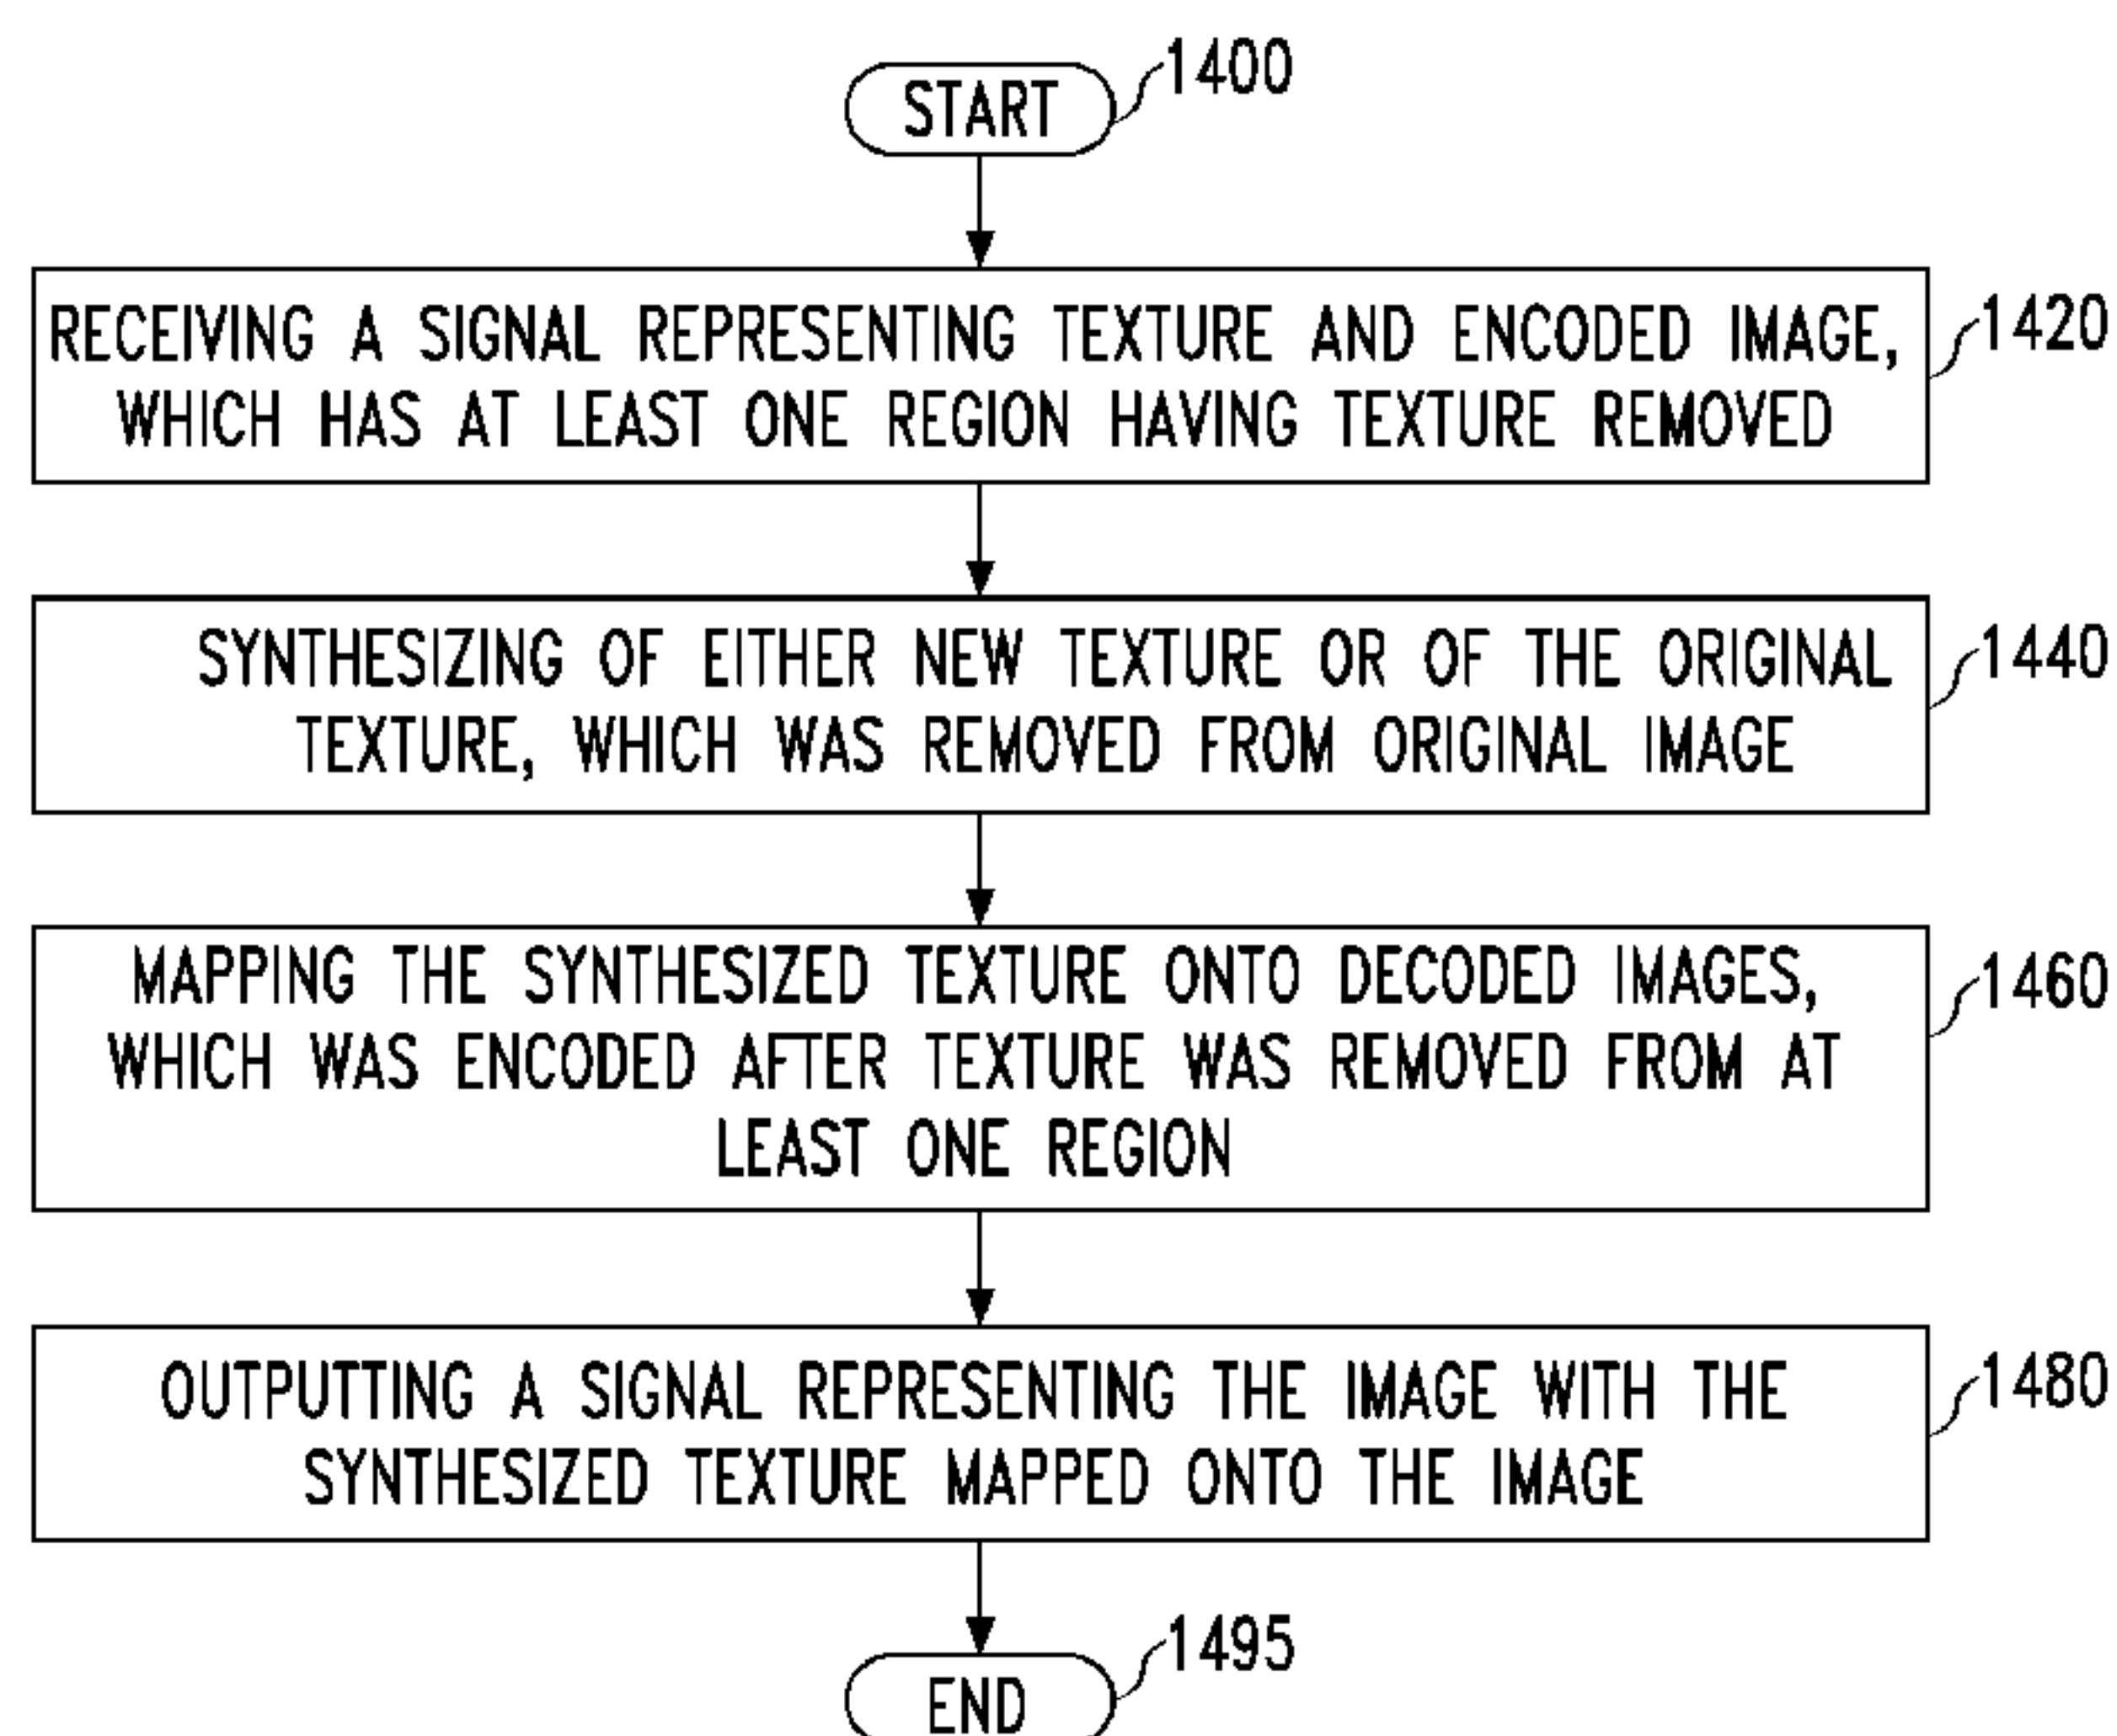 START
1400
RECEIVING A SIGNAL REPRESENTING TEXTURE AND ENCODED IMAGE,
WHICH HAS AT LEAST ONE REGION HAVING TEXTURE REMOVED
1420
SYNTHESIZING OF EITHER NEW TEXTURE OR OF THE ORIGINAL
TEXTURE, WHICH WAS REMOVED FROM ORIGINAL IMAGE
1440
MAPPING THE SYNTHESIZED TEXTURE ONTO DECODED IMAGES,
WHICH WAS ENCODED AFTER TEXTURE WAS REMOVED FROM AT
LEAST ONE REGION
1460
OUTPUTTING A SIGNAL REPRESENTING THE IMAGE WITH THE
SYNTHESIZED TEXTURE MAPPED ONTO THE IMAGE
1480
END
1495